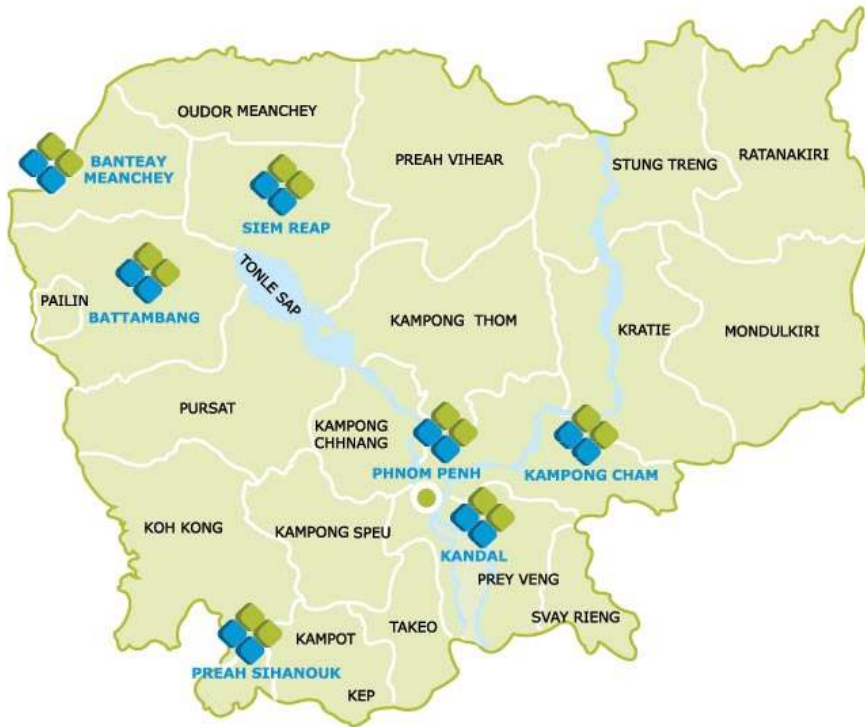 OUDOR MEANCHEY
PREAH VIHEAR
STUNG TRENG
RATANAKIRI
BANTEAY
MEANCHEY
SIEM REAP
TONLE SAP
PAILIN
BATTAMBANG
KAMPONG THOM
KRATIE
MONDULKIRI
PURSAT
KAMPONG
CHHNANG
PHNOM PENH
KAMPONG CHAM
KOH KONG
KAMPONG SPEU
KANDAL
PREY VENG
SVAY RIENG
TAKEO
KAMPOT
PREAH SIHANOUK
KEP